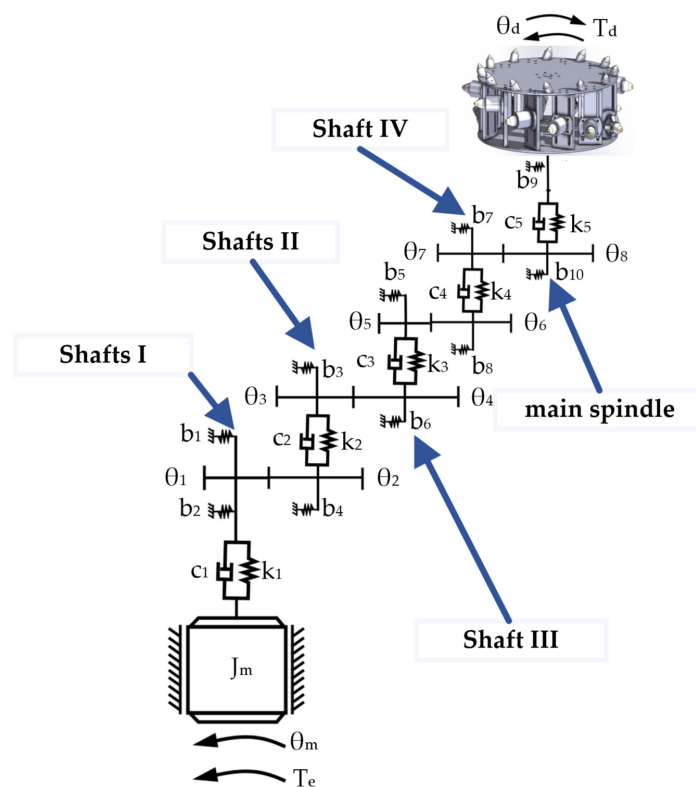 θd Td
Shaft IV
b9
b7
c5 k5
θ7 θ8
b10
Shafts II
b5
c4 k4
θ5 θ6
b8
Shafts I
b3
c3 k3
θ3 θ4
main spindle
b1
b6
c2 k2
θ1 θ2
b2 b4
c1 k1
Shaft III
Jm
θm
Te